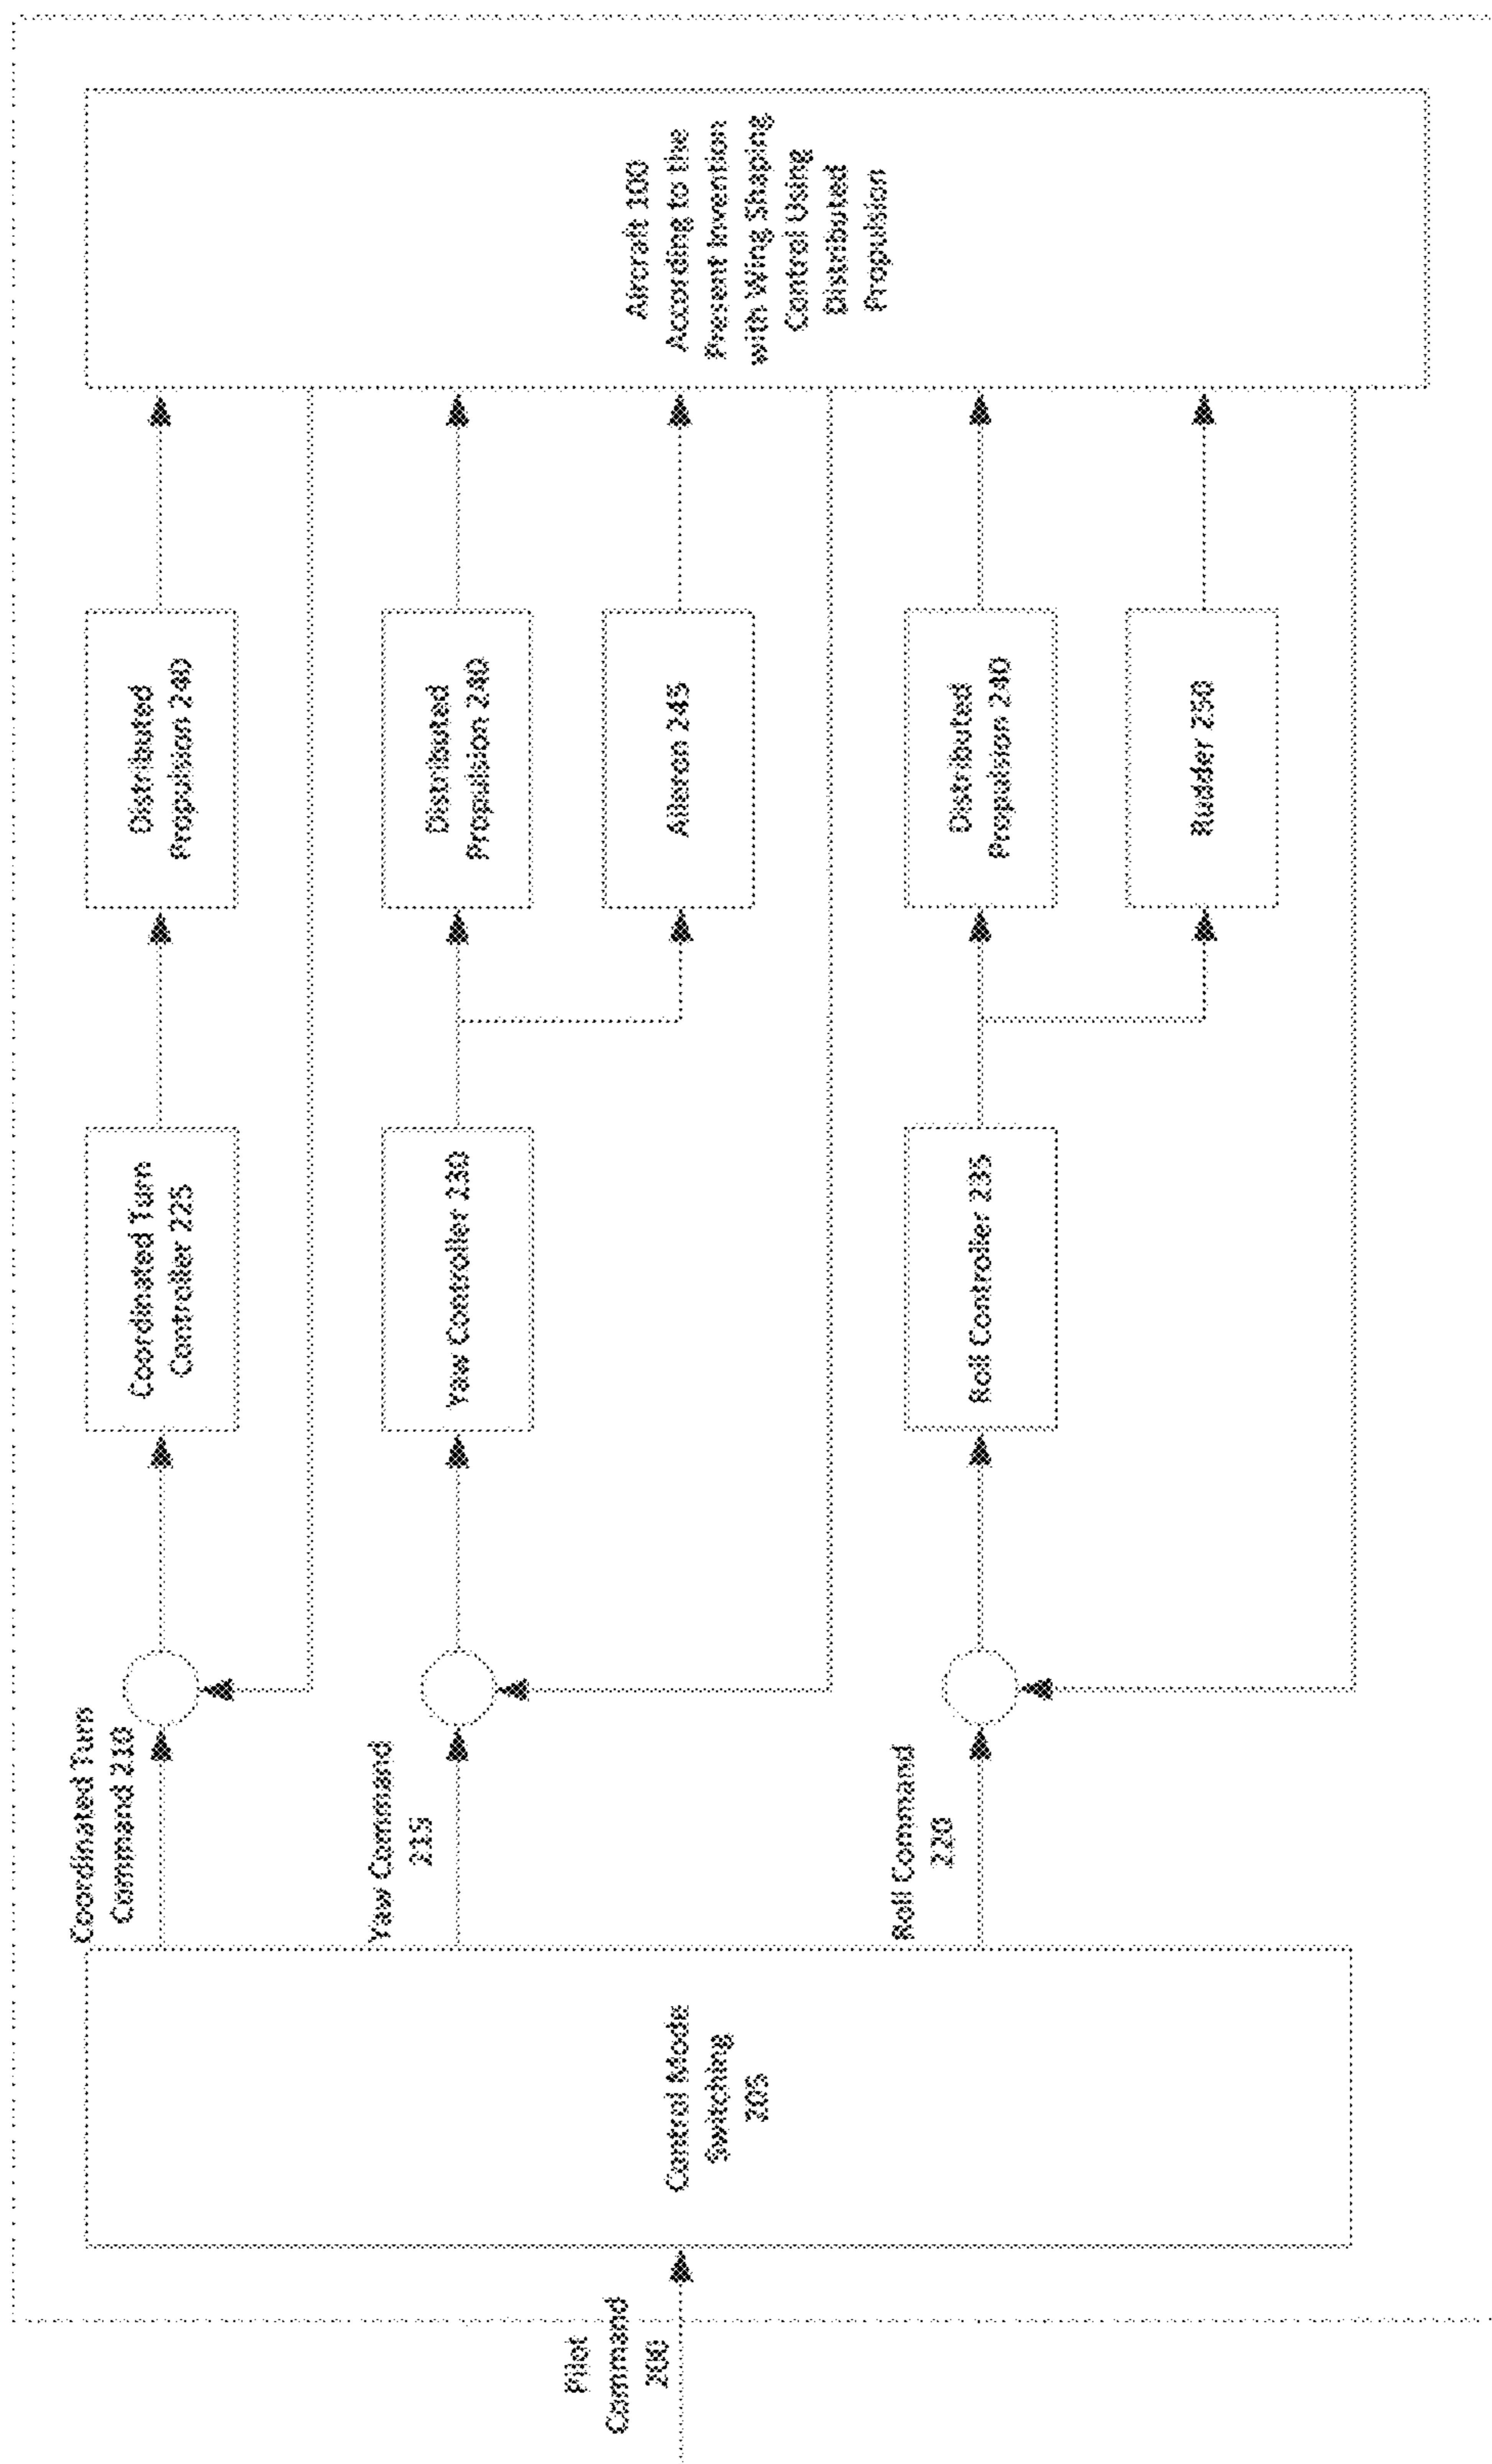 Pilot
Command
200
Control Mode
Switching
205
Coordinated Turn
Command 210
Yaw Command
215
Roll Command
220
Coordinated Turn
Controller 225
Yaw Controller 230
Roll Controller 235
Distributed
Propulsion 240
Distributed
Propulsion 240
Aileron 245
Distributed
Propulsion 240
Rudder 250
Aircraft 100
According to the
Present Invention
with Wing Shaping
Control Using
Distributed
Propulsion